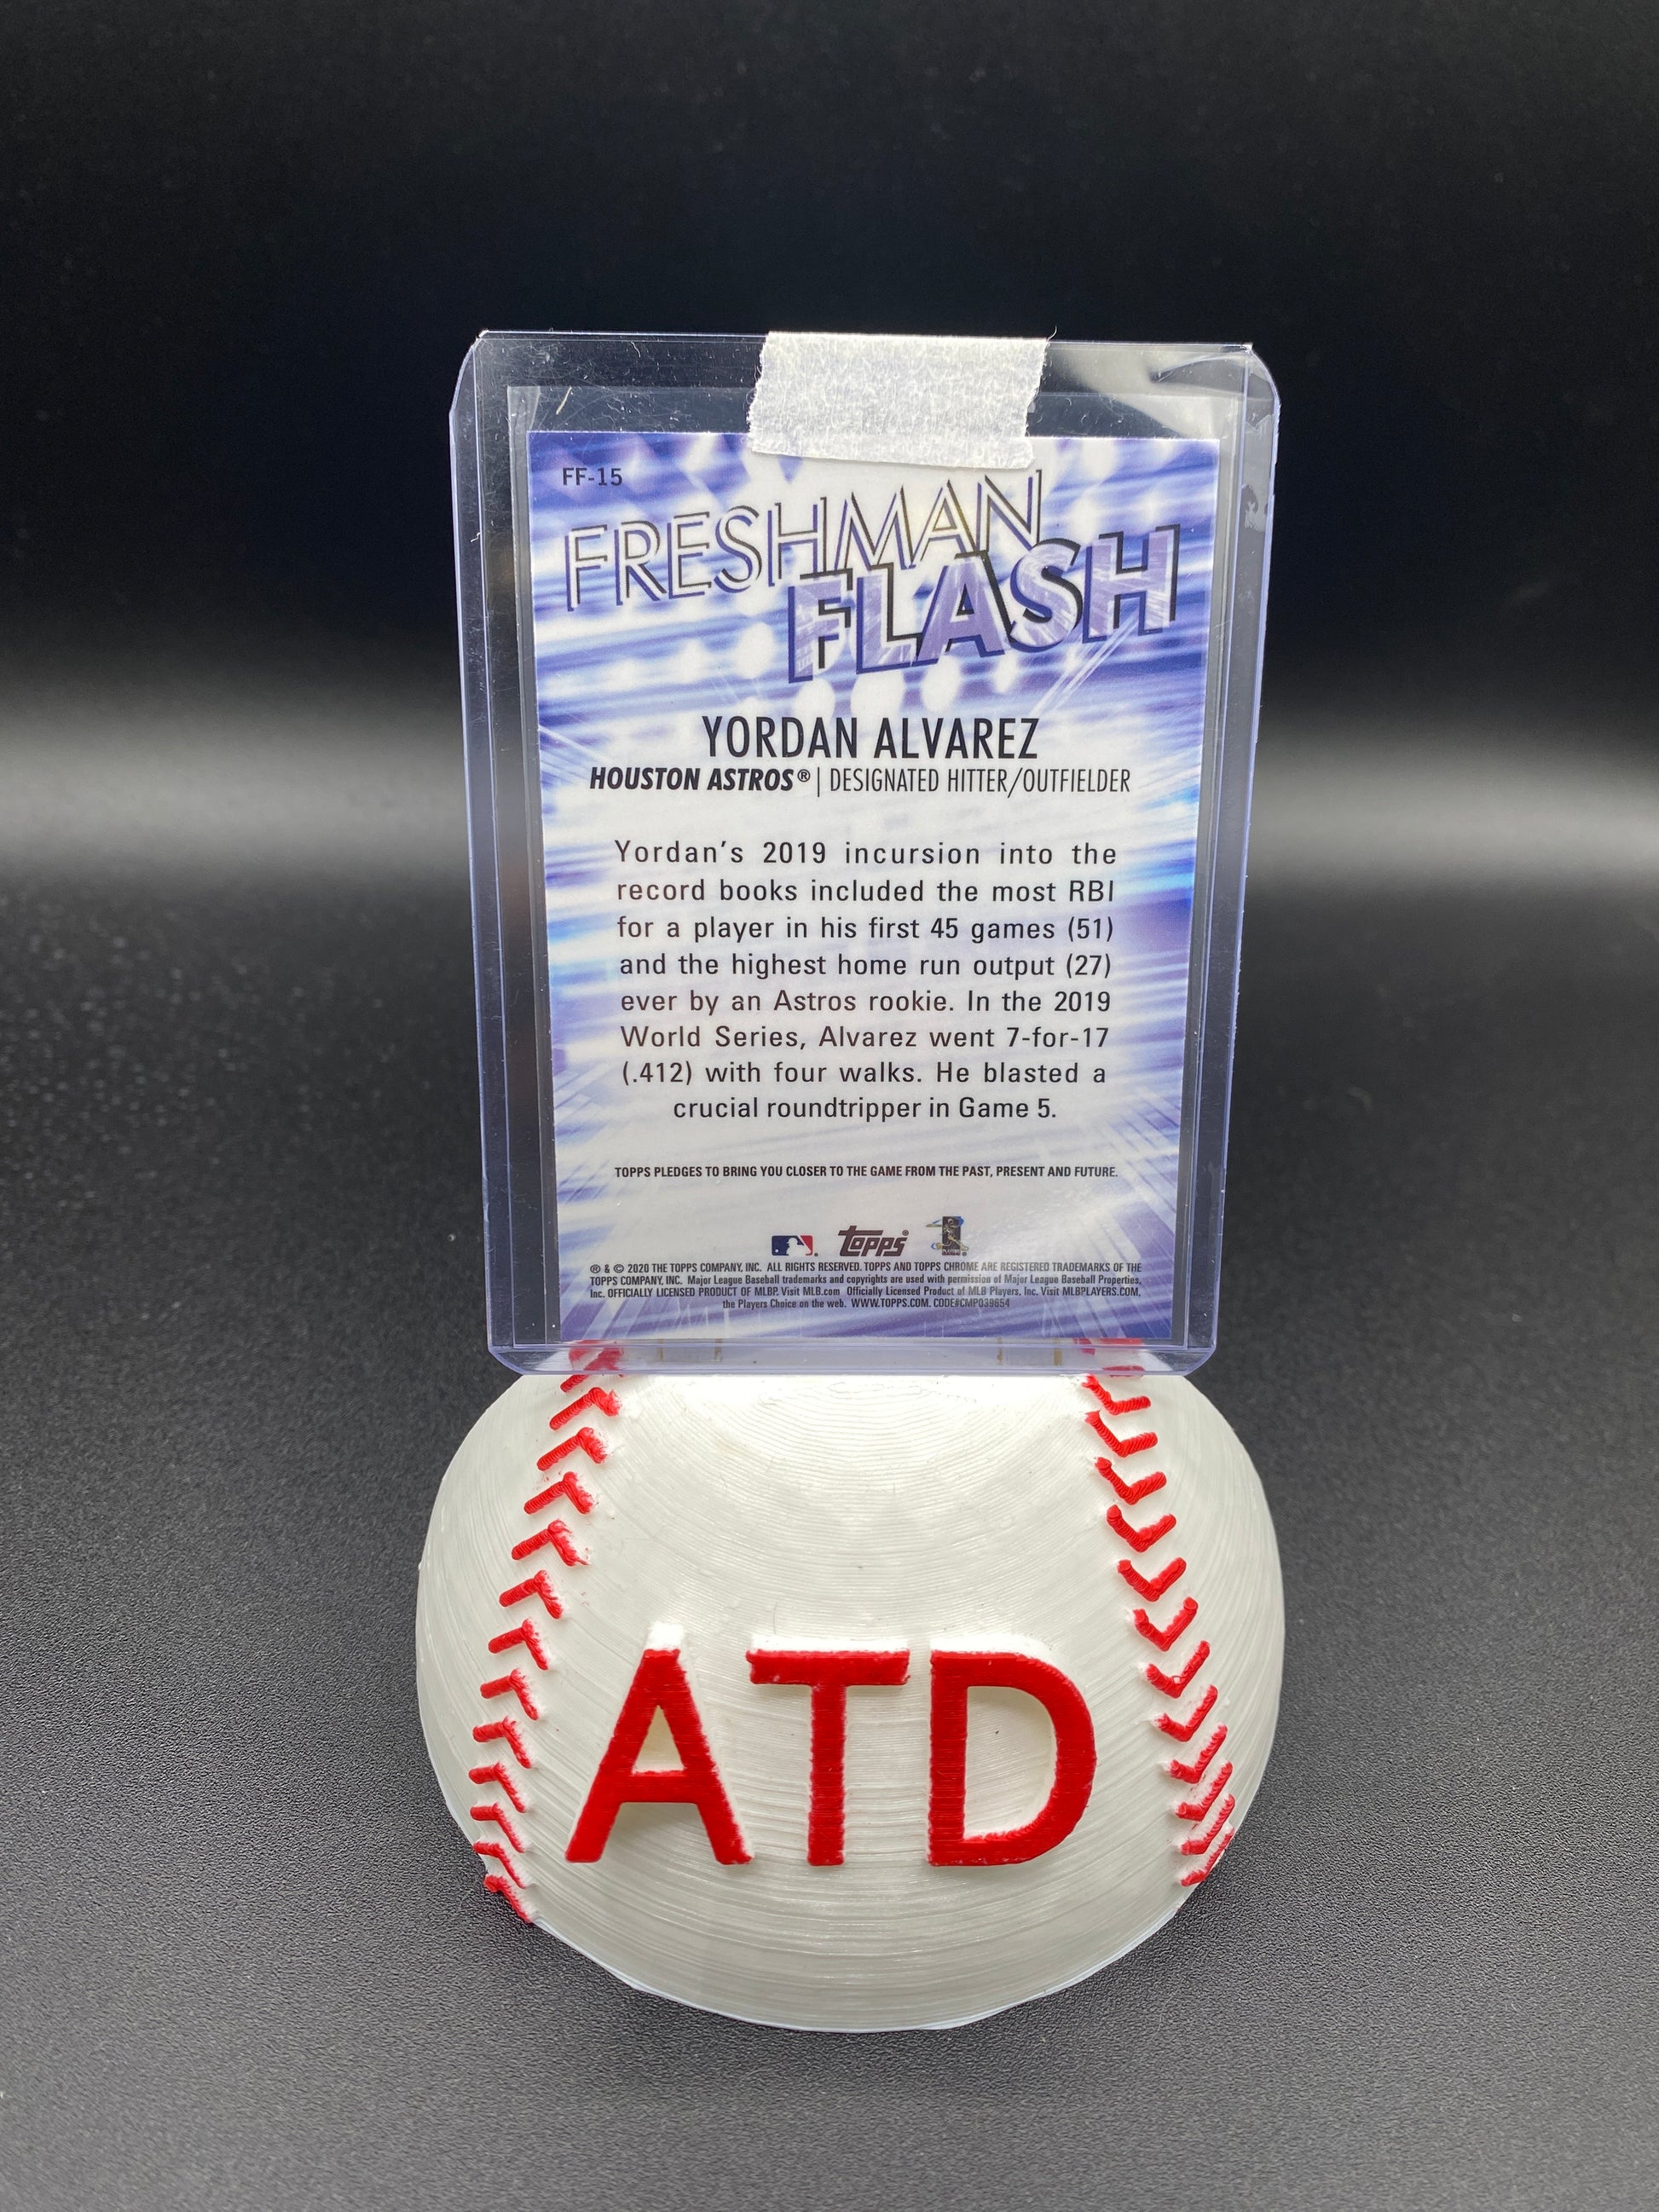 FF-15
FRESHMAN
FLASH
YORDAN ALVAREZ
HOUSTON ASTROS® | DESIGNATED HITTER/OUTFIELDER
Yordan's 2019 incursion into the
record books included the most RBI
for a player in his first 45 games (51)
and the highest home run output (27)
ever by an Astros rookie. In the 2019
World Series, Alvarez went 7-for-17
(.412) with four walks. He blasted a
crucial roundtripper in Game 5.
TOPPS PLEDGES TO BRING YOU CLOSER TO THE GAME FROM THE PAST, PRESENT AND FUTURE.
topps®
® & © 2020 THE TOPPS COMPANY, INC. ALL RIGHTS RESERVED. TOPPS AND TOPPS CHROME ARE REGISTERED TRADEMARKS OF THE
TOPPS COMPANY, INC. Major League Baseball trademarks and copyrights are used with permission of Major League Baseball Properties,
Inc. OFFICIALLY LICENSED PRODUCT OF MLBP. Visit MLB.com Officially Licensed Product of MLB Players, Inc. Visit MLBPLAYERS.COM,
the Players Choice on the web. WWW.TOPPS.COM. CODE#CMP039654
ATD